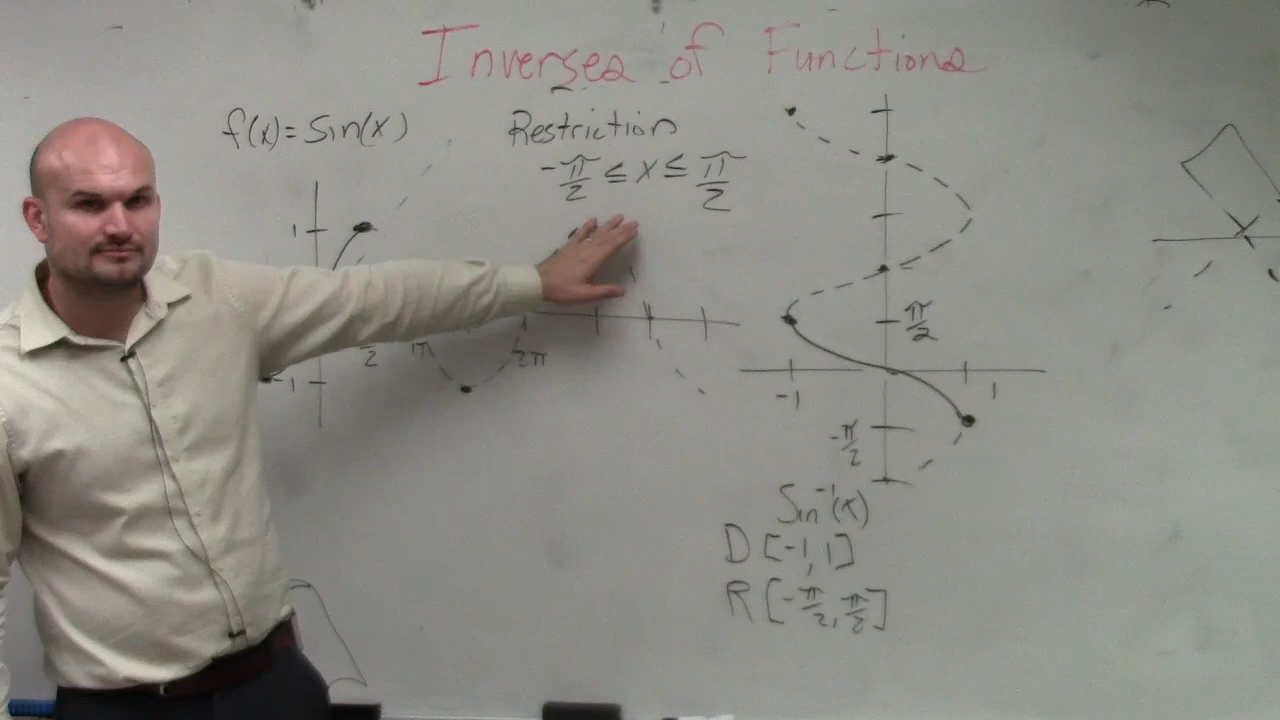 Inverses of Functions
f(x) = Sin(x)
Restriction
-π/2 ≤ x ≤ π/2
1
-1
2
π
2π
π/2
-1
1
-π/2
Sin⁻¹(x)
D [-1, 1]
R [-π/2, π/2]